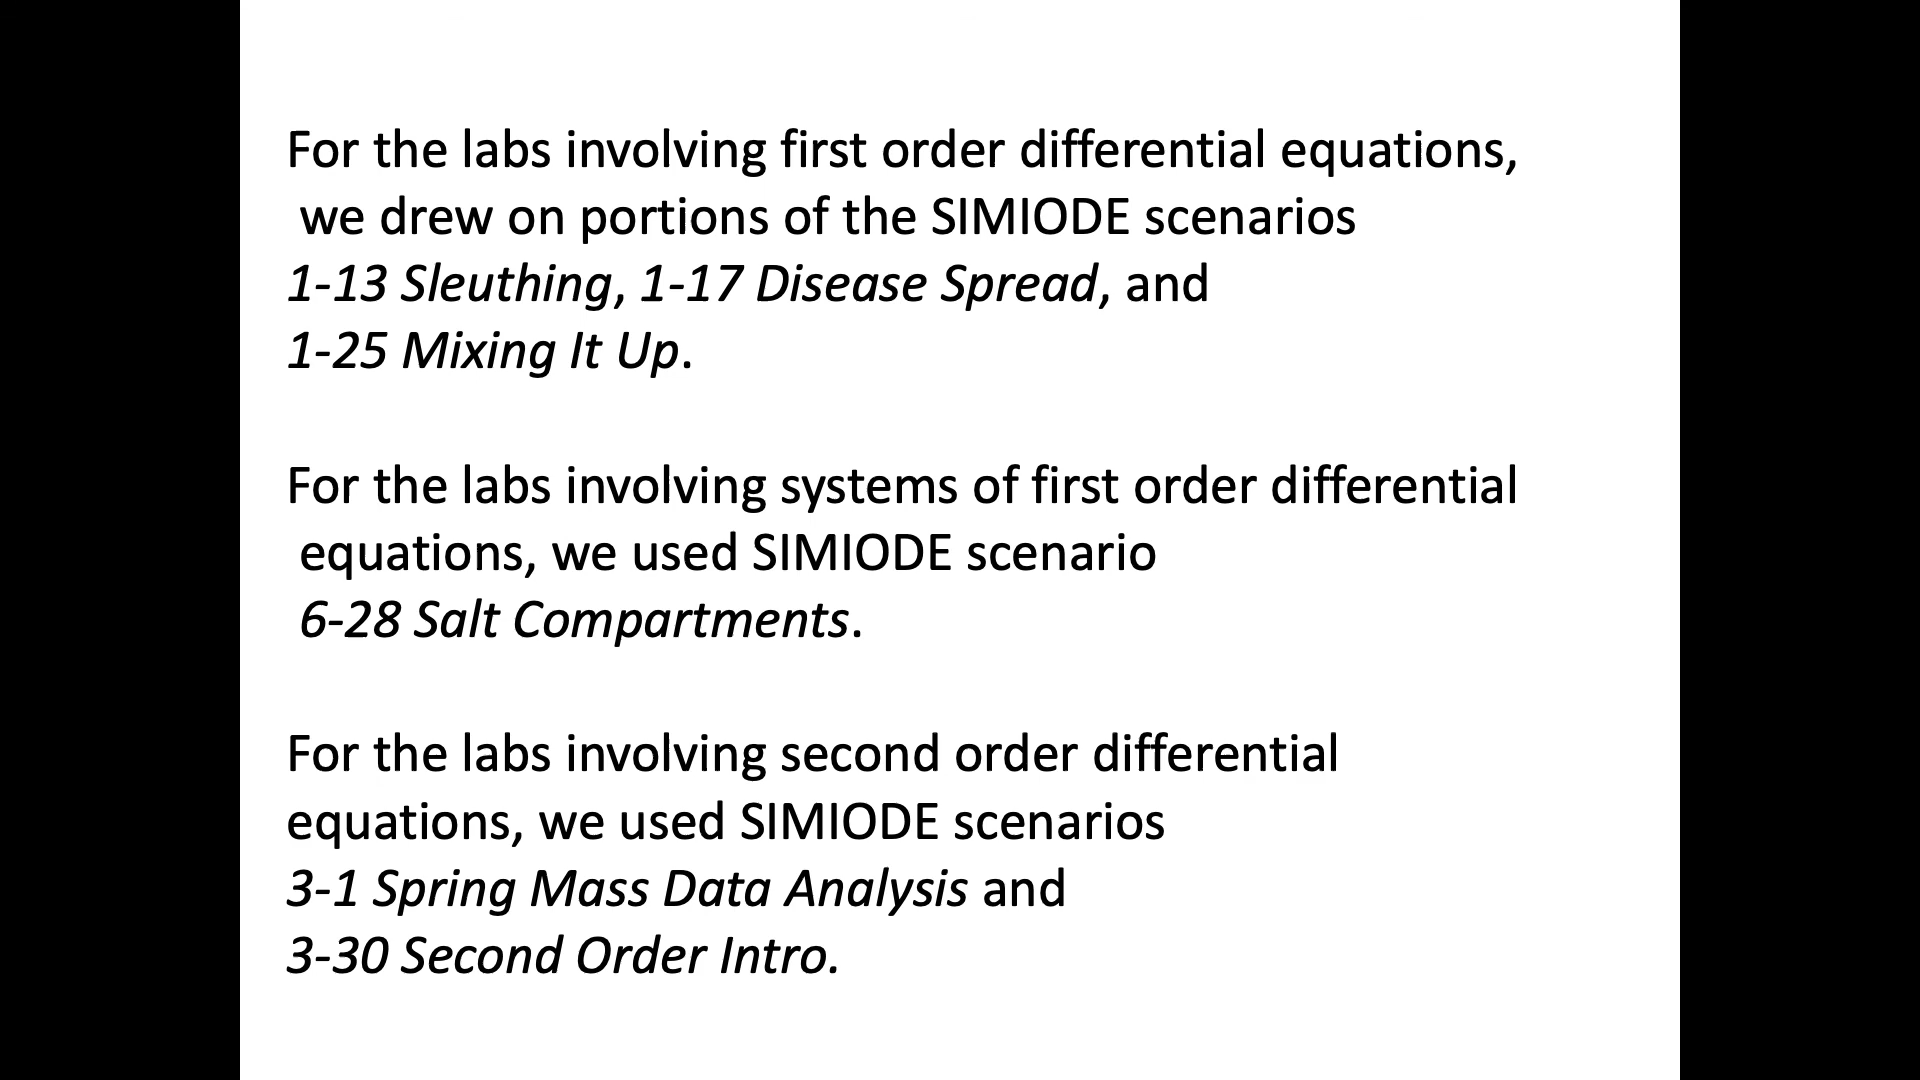 For the labs involving first order differential equations,
we drew on portions of the SIMIODE scenarios
1-13 Sleuthing, 1-17 Disease Spread, and
1-25 Mixing It Up.
For the labs involving systems of first order differential
equations, we used SIMIODE scenario
6-28 Salt Compartments.
For the labs involving second order differential
equations, we used SIMIODE scenarios
3-1 Spring Mass Data Analysis and
3-30 Second Order Intro.